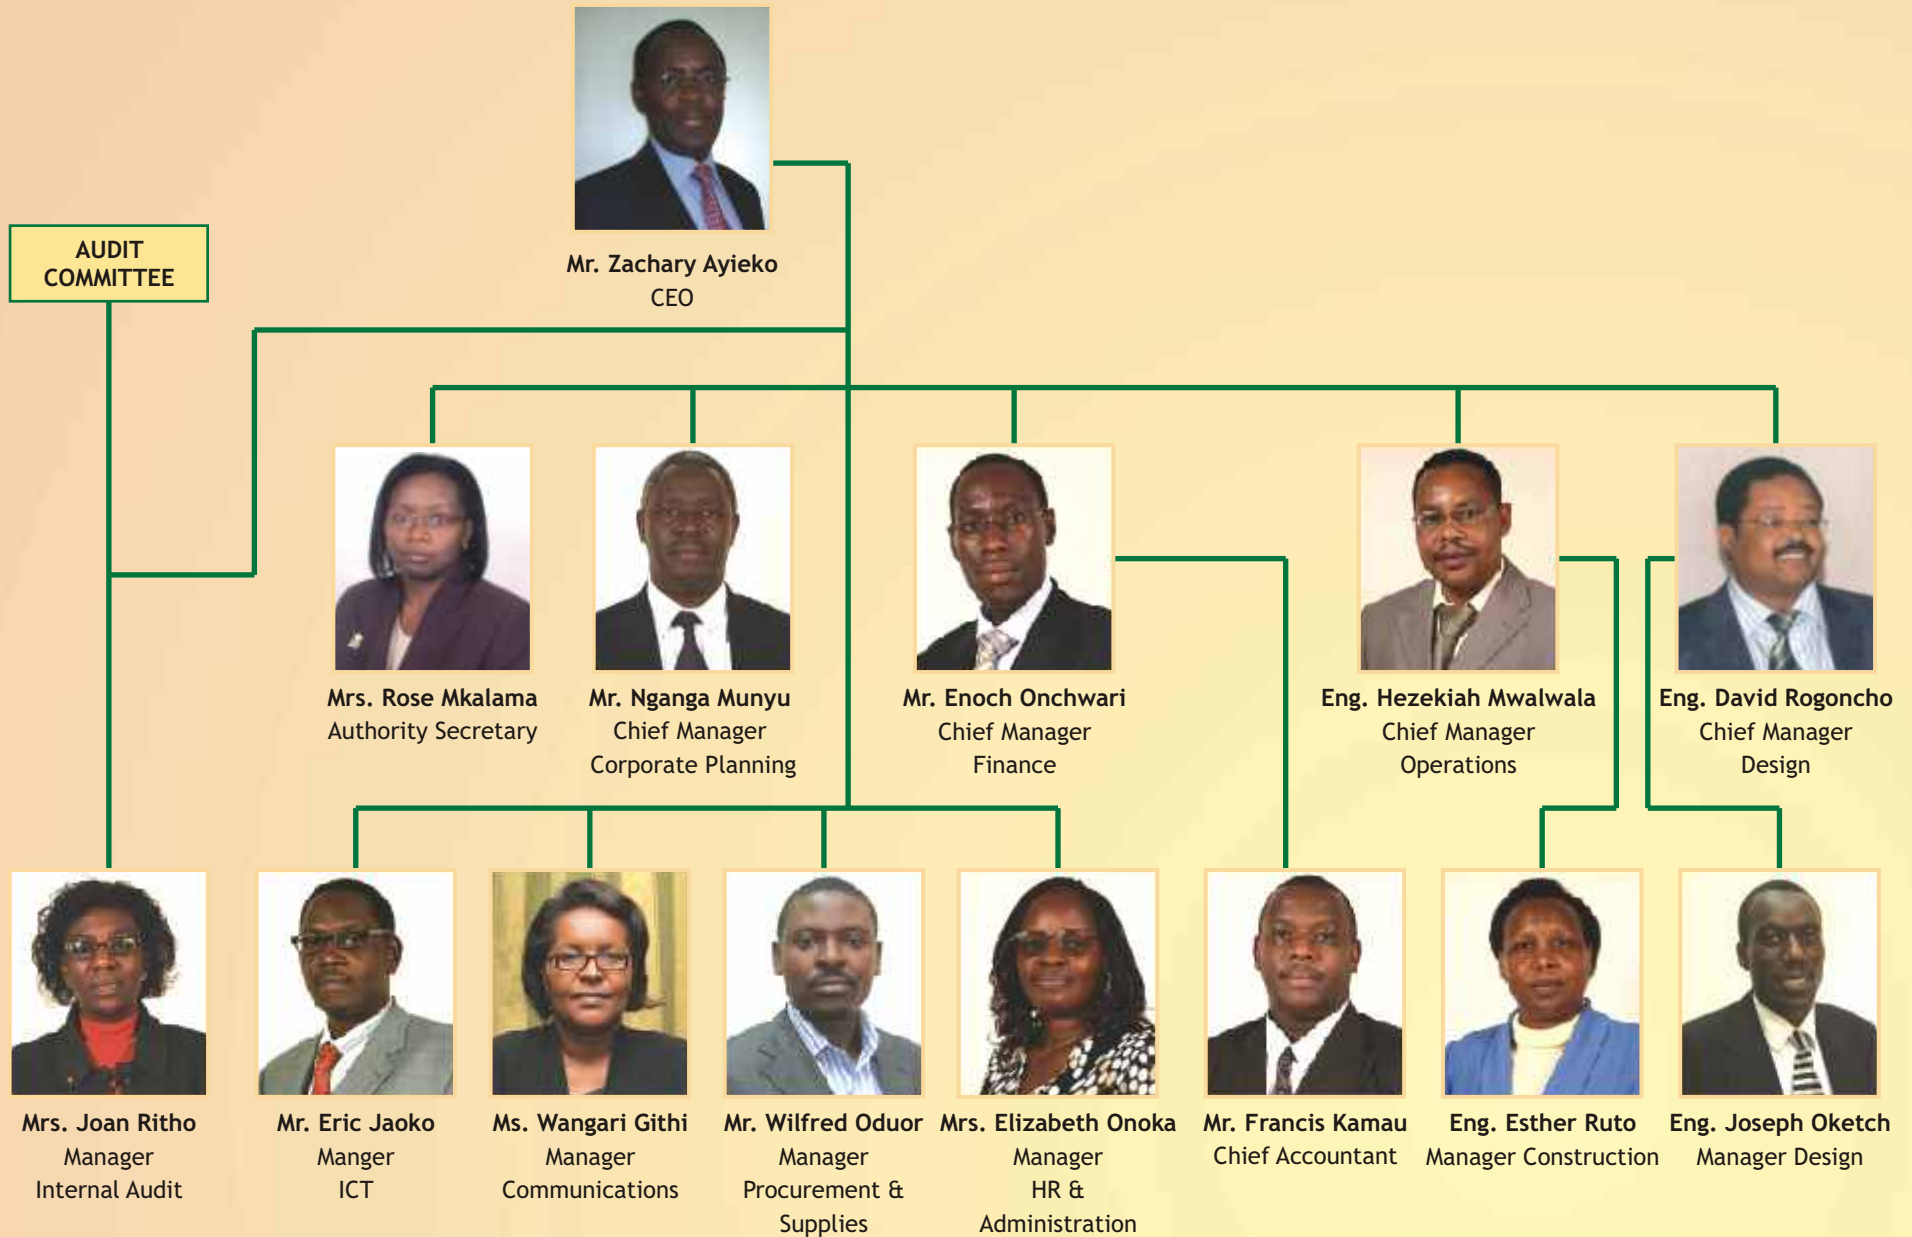 Mr. Zachary Ayieko
CEO
AUDIT
COMMITTEE
Mrs. Rose Mkalama
Authority Secretary
Mr. Nganga Munyu
Chief Manager
Corporate Planning
Mr. Enoch Onchwari
Chief Manager
Finance
Eng. Hezekiah Mwalwala
Chief Manager
Operations
Eng. David Rogoncho
Chief Manager
Design
Mrs. Joan Ritho
Manager
Internal Audit
Mr. Eric Jaoko
Manger
ICT
Ms. Wangari Githi
Manager
Communications
Mr. Wilfred Oduor
Manager
Procurement &
Supplies
Mrs. Elizabeth Onoka
Manager
HR &
Administration
Mr. Francis Kamau
Chief Accountant
Eng. Esther Ruto
Manager Construction
Eng. Joseph Oketch
Manager Design